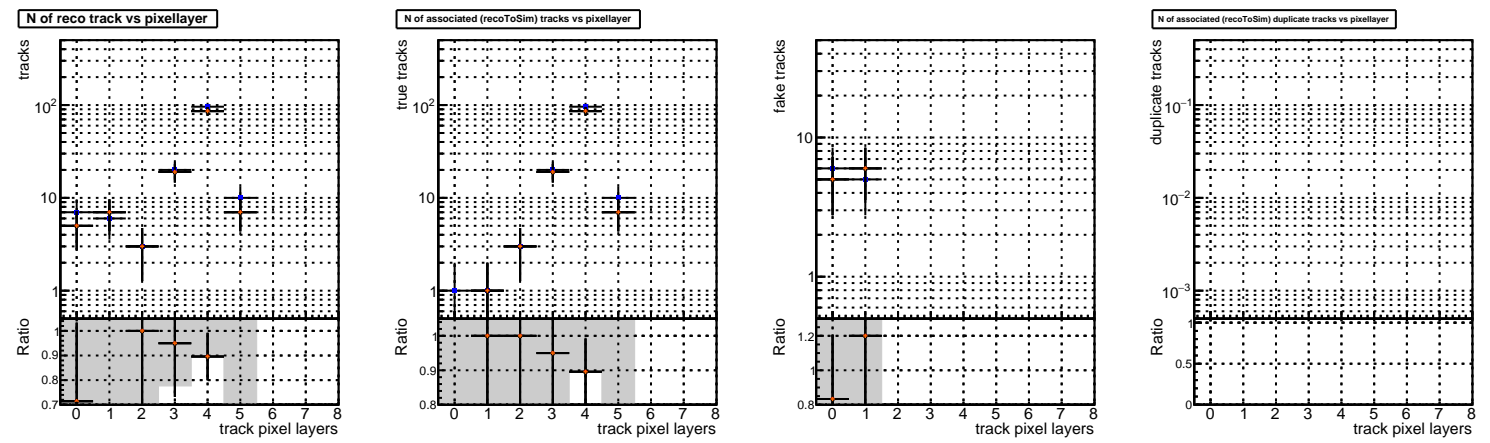 N of reco track vs pixellayer
tracks
10²
10
1
Ratio
1
0.9
0.8
0.7
0 1 2 3 4 5 6 7 8
track pixel layers
N of associated (recoToSim) tracks vs pixellayer
true tracks
10²
10
1
Ratio
1
0.9
0.8
0 1 2 3 4 5 6 7 8
track pixel layers
fake tracks
10
1
Ratio
1.2
1
0.8
0 1 2 3 4 5 6 7 8
track pixel layers
N of associated (recoToSim) duplicate tracks vs pixellayer
duplicate tracks
10⁻¹
10⁻²
10⁻³
Ratio
1
0.5
0
0 1 2 3 4 5 6 7 8
track pixel layers